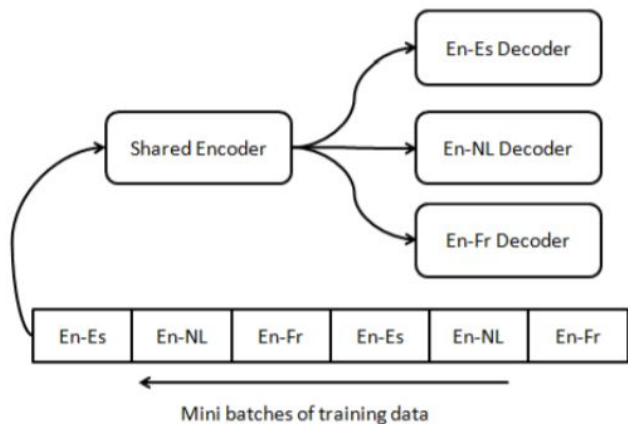 En-Es Decoder
Shared Encoder
En-NL Decoder
En-Fr Decoder
En-Es En-NL En-Fr En-Es En-NL En-Fr
Mini batches of training data